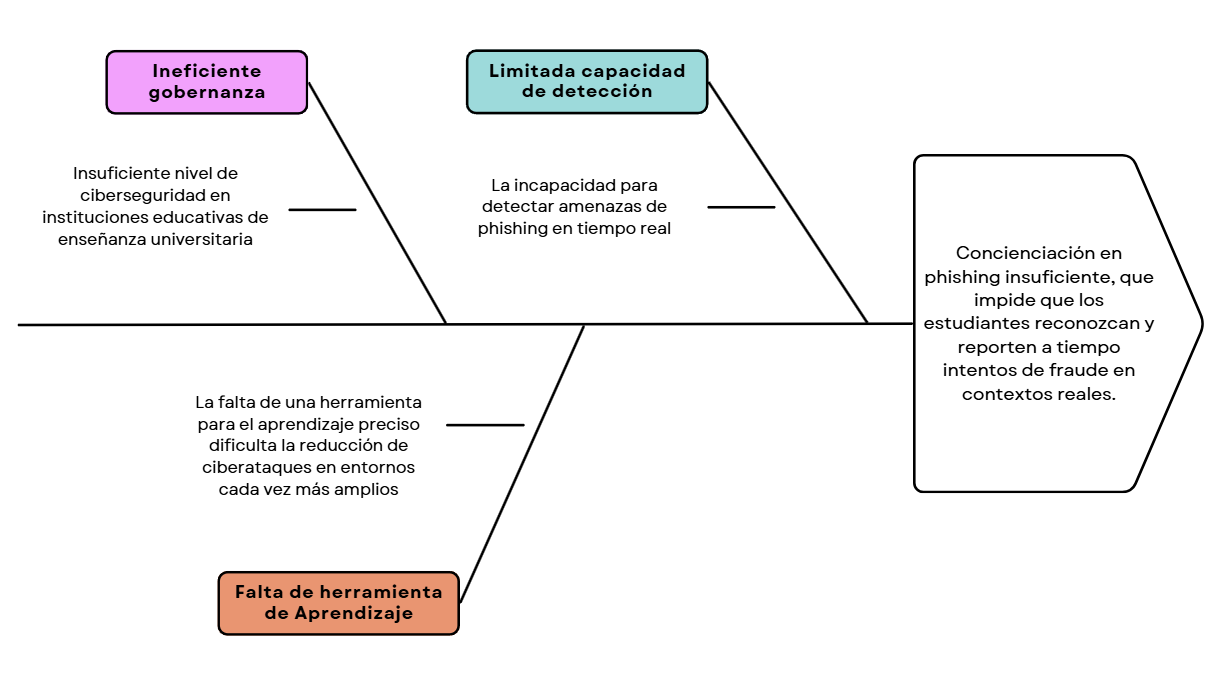 Ineficiente
gobernanza
Limitada capacidad
de detección
Insuficiente nivel de
ciberseguridad en
instituciones educativas de
enseñanza universitaria
La incapacidad para
detectar amenazas de
phishing en tiempo real
Concienciación en
phishing insuficiente, que
impide que los
estudiantes reconozcan y
reporten a tiempo
intentos de fraude en
contextos reales.
La falta de una herramienta
para el aprendizaje preciso
dificulta la reducción de
ciberataques en entornos
cada vez más amplios
Falta de herramienta
de Aprendizaje